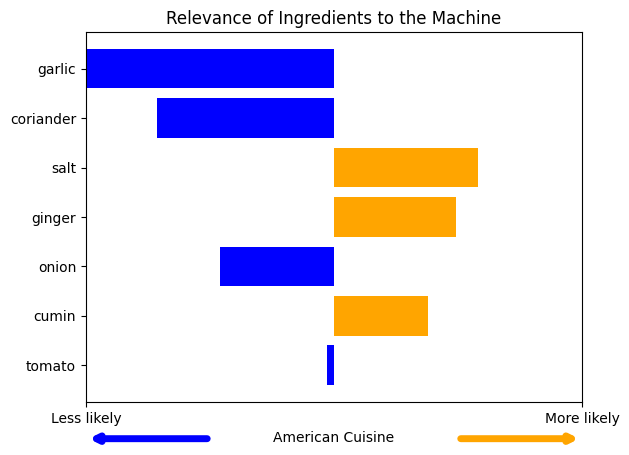 Relevance of Ingredients to the Machine
garlic
coriander
salt
ginger
onion
cumin
tomato
Less likely
More likely
American Cuisine